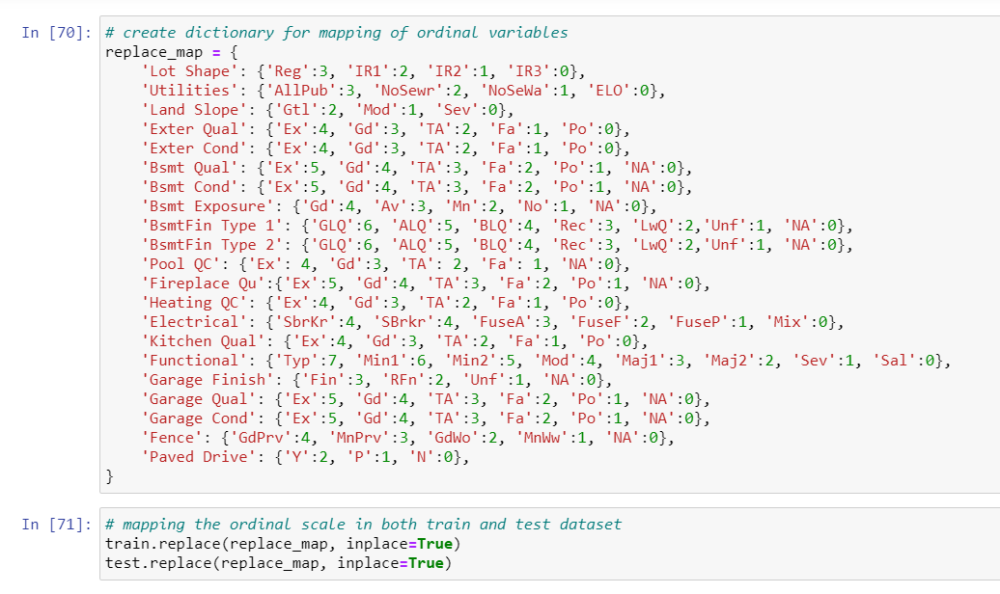 In [70]: # create dictionary for mapping of ordinal variables
replace_map = {
    'Lot Shape': {'Reg':3, 'IR1':2, 'IR2':1, 'IR3':0},
    'Utilities': {'AllPub':3, 'NoSewr':2, 'NoSeWa':1, 'ELO':0},
    'Land Slope': {'Gtl':2, 'Mod':1, 'Sev':0},
    'Exter Qual': {'Ex':4, 'Gd':3, 'TA':2, 'Fa':1, 'Po':0},
    'Exter Cond': {'Ex':4, 'Gd':3, 'TA':2, 'Fa':1, 'Po':0},
    'Bsmt Qual': {'Ex':5, 'Gd':4, 'TA':3, 'Fa':2, 'Po':1, 'NA':0},
    'Bsmt Cond': {'Ex':5, 'Gd':4, 'TA':3, 'Fa':2, 'Po':1, 'NA':0},
    'Bsmt Exposure': {'Gd':4, 'Av':3, 'Mn':2, 'No':1, 'NA':0},
    'BsmtFin Type 1': {'GLQ':6, 'ALQ':5, 'BLQ':4, 'Rec':3, 'LwQ':2,'Unf':1, 'NA':0},
    'BsmtFin Type 2': {'GLQ':6, 'ALQ':5, 'BLQ':4, 'Rec':3, 'LwQ':2,'Unf':1, 'NA':0},
    'Pool QC': {'Ex': 4, 'Gd':3, 'TA': 2, 'Fa': 1, 'NA':0},
    'Fireplace Qu':{'Ex':5, 'Gd':4, 'TA':3, 'Fa':2, 'Po':1, 'NA':0},
    'Heating QC': {'Ex':4, 'Gd':3, 'TA':2, 'Fa':1, 'Po':0},
    'Electrical': {'SbrKr':4, 'SBrkr':4, 'FuseA':3, 'FuseF':2, 'FuseP':1, 'Mix':0},
    'Kitchen Qual': {'Ex':4, 'Gd':3, 'TA':2, 'Fa':1, 'Po':0},
    'Functional': {'Typ':7, 'Min1':6, 'Min2':5, 'Mod':4, 'Maj1':3, 'Maj2':2, 'Sev':1, 'Sal':0},
    'Garage Finish': {'Fin':3, 'RFn':2, 'Unf':1, 'NA':0},
    'Garage Qual': {'Ex':5, 'Gd':4, 'TA':3, 'Fa':2, 'Po':1, 'NA':0},
    'Garage Cond': {'Ex':5, 'Gd':4, 'TA':3, 'Fa':2, 'Po':1, 'NA':0},
    'Fence': {'GdPrv':4, 'MnPrv':3, 'GdWo':2, 'MnWw':1, 'NA':0},
    'Paved Drive': {'Y':2, 'P':1, 'N':0},
}
In [71]: # mapping the ordinal scale in both train and test dataset
train.replace(replace_map, inplace=True)
test.replace(replace_map, inplace=True)